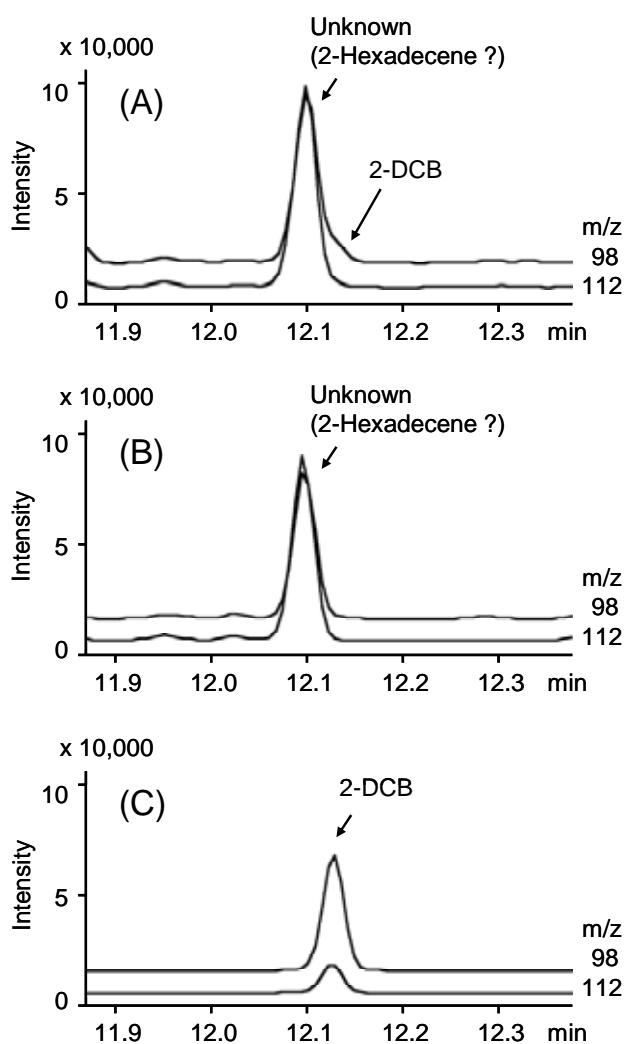 Unknown
(2-Hexadecene ?)
x 10,000
(A)
10
2-DCB
Intensity
5
m/z
98
112
0
11.9 12.0 12.1 12.2 12.3 min
Unknown
(2-Hexadecene ?)
x 10,000
(B)
10
Intensity
5
m/z
98
112
0
11.9 12.0 12.1 12.2 12.3 min
x 10,000
2-DCB
(C)
10
Intensity
5
m/z
98
112
0
11.9 12.0 12.1 12.2 12.3 min